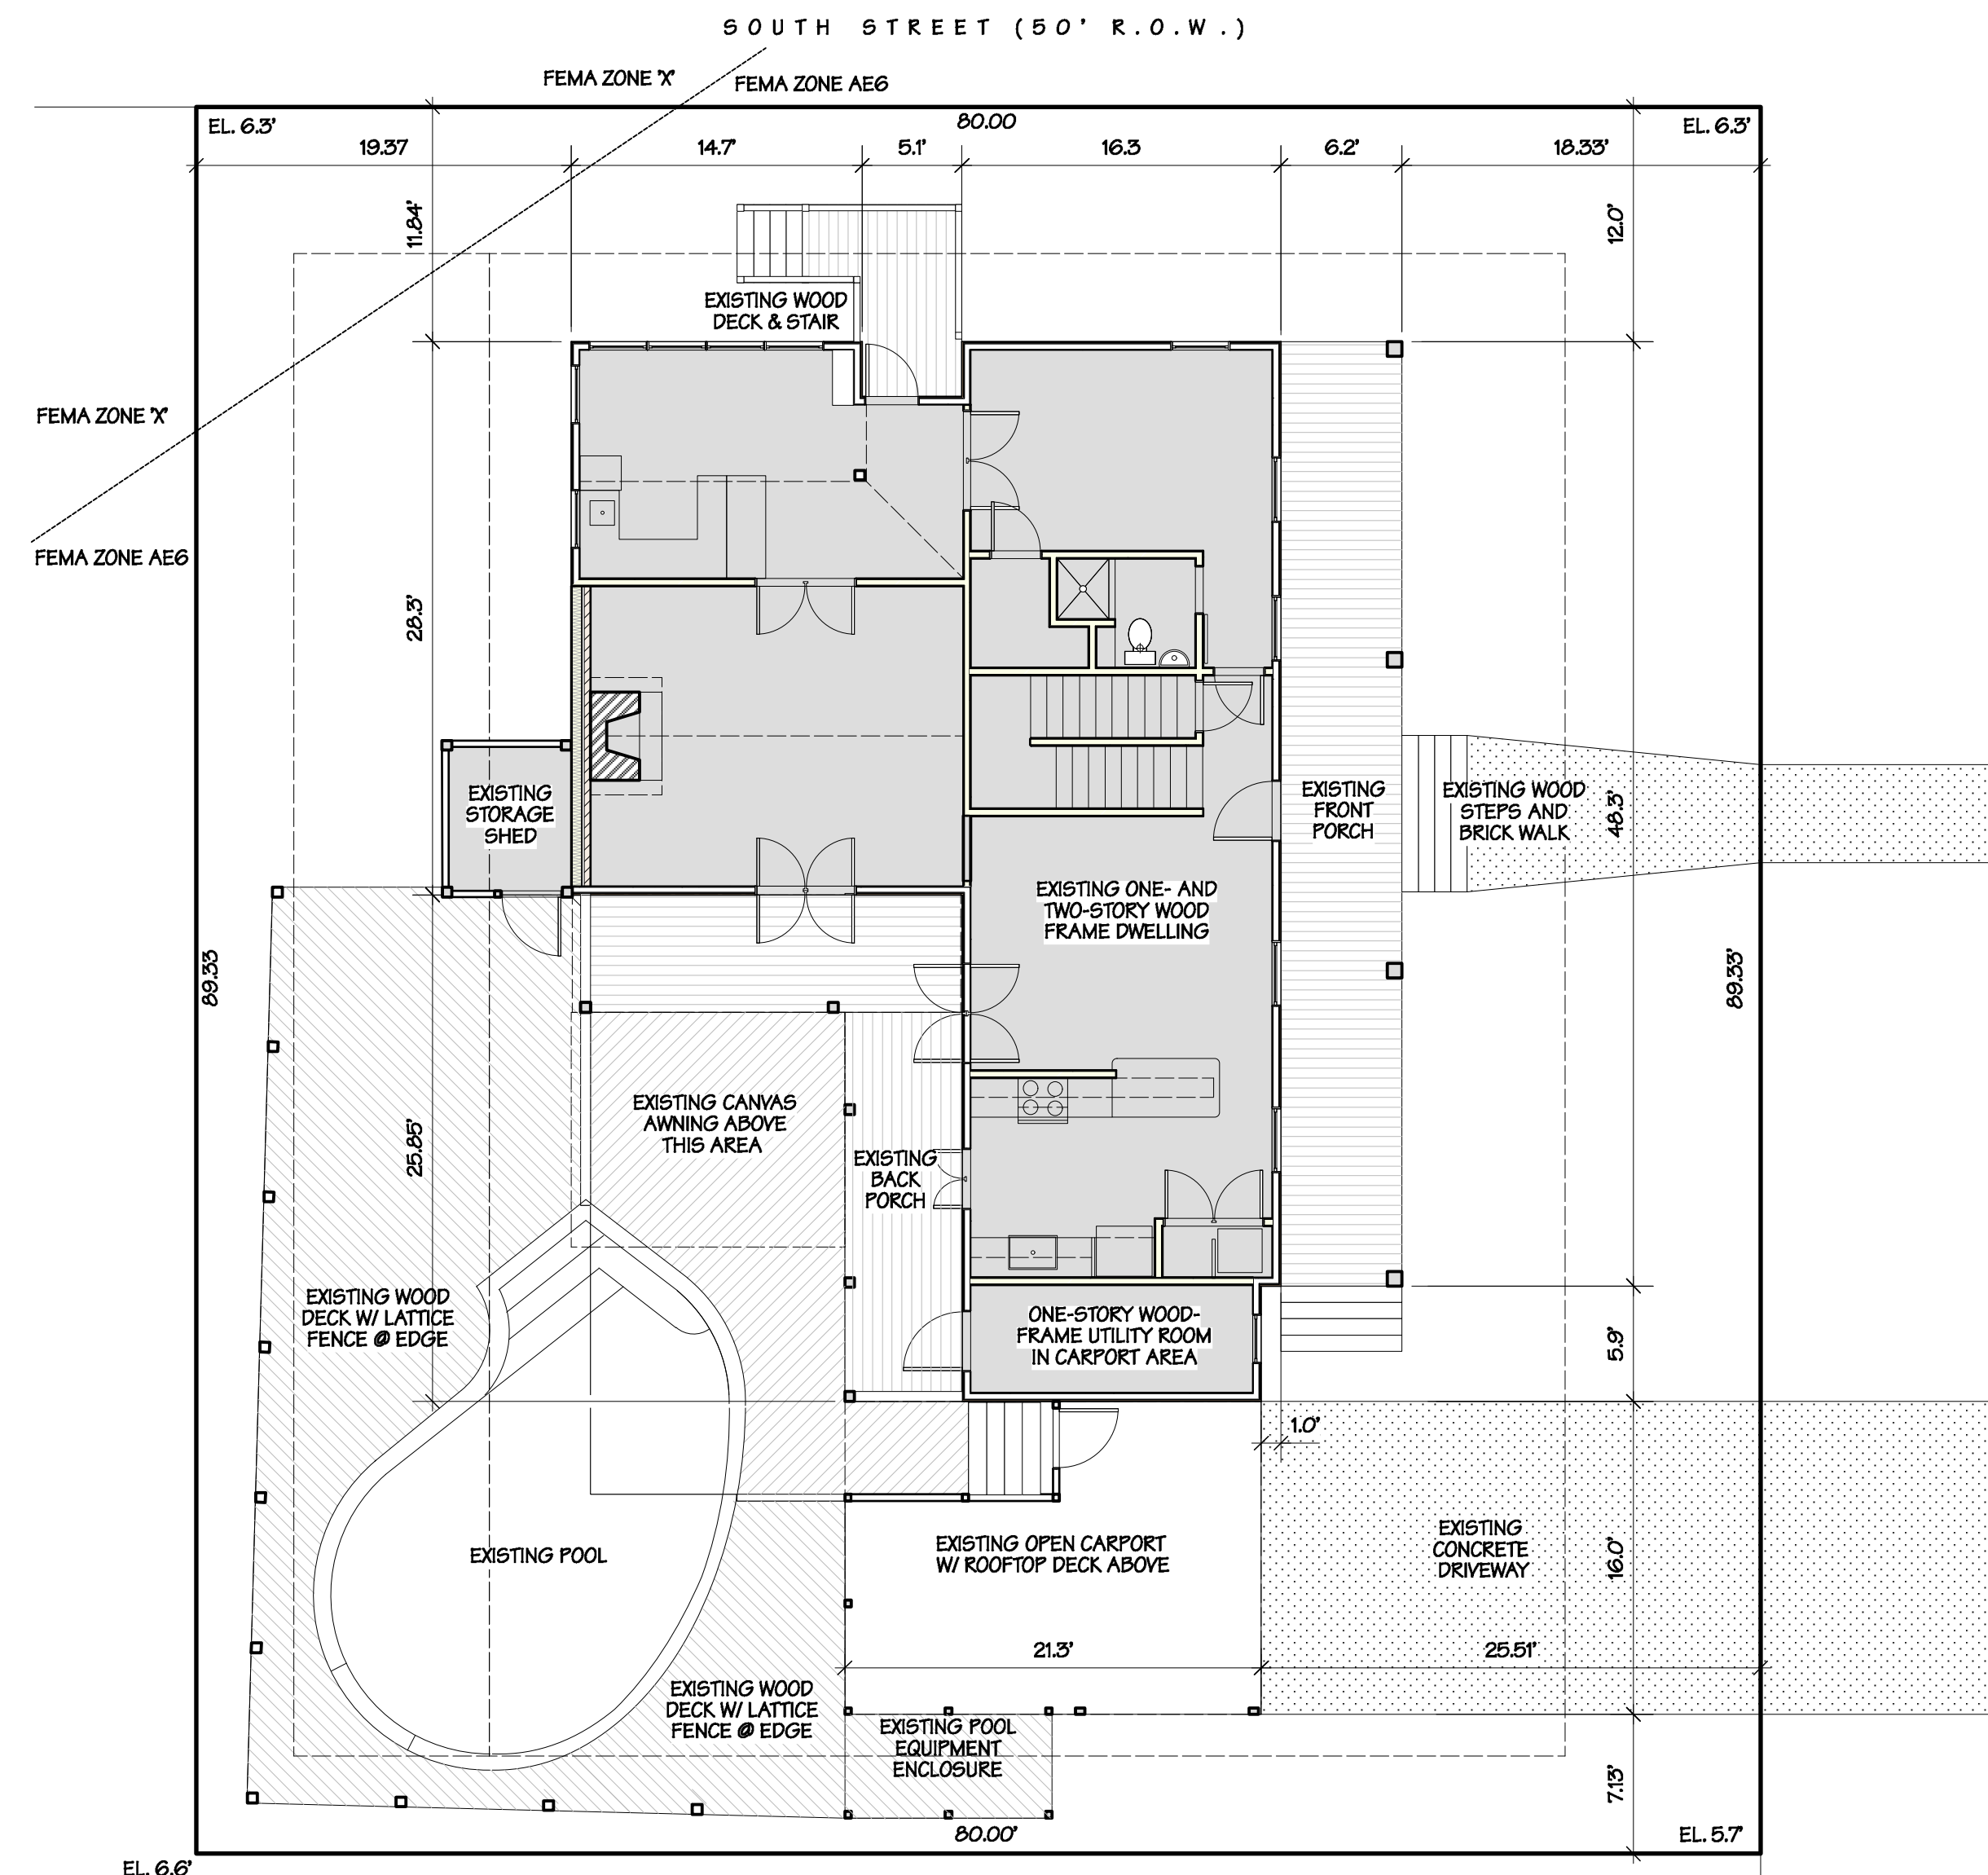 SOUTH STREET (50' R.O.W.)
FEMA ZONE 'X'
FEMA ZONE AE6
EL. 6.3'
80.00
EL. 6.3'
19.37
14.7'
5.1'
16.3
6.2'
18.33'
11.84'
12.0'
EXISTING WOOD
DECK & STAIR
FEMA ZONE 'X'
FEMA ZONE AE6
28.3'
EXISTING
STORAGE
SHED
EXISTING
FRONT
PORCH
EXISTING WOOD
STEPS AND
BRICK WALK
48.3'
EXISTING ONE- AND
TWO-STORY WOOD
FRAME DWELLING
89.33
89.33'
EXISTING CANVAS
AWNING ABOVE
THIS AREA
25.85'
EXISTING
BACK
PORCH
EXISTING WOOD
DECK W/ LATTICE
FENCE @ EDGE
ONE-STORY WOOD-
FRAME UTILITY ROOM
IN CARPORT AREA
5.9'
1.0'
EXISTING POOL
EXISTING OPEN CARPORT
W/ ROOFTOP DECK ABOVE
EXISTING
CONCRETE
DRIVEWAY
16.0'
21.3'
25.51'
EXISTING WOOD
DECK W/ LATTICE
FENCE @ EDGE
EXISTING POOL
EQUIPMENT
ENCLOSURE
7.13'
80.00'
EL. 5.7'
EL. 6.6'